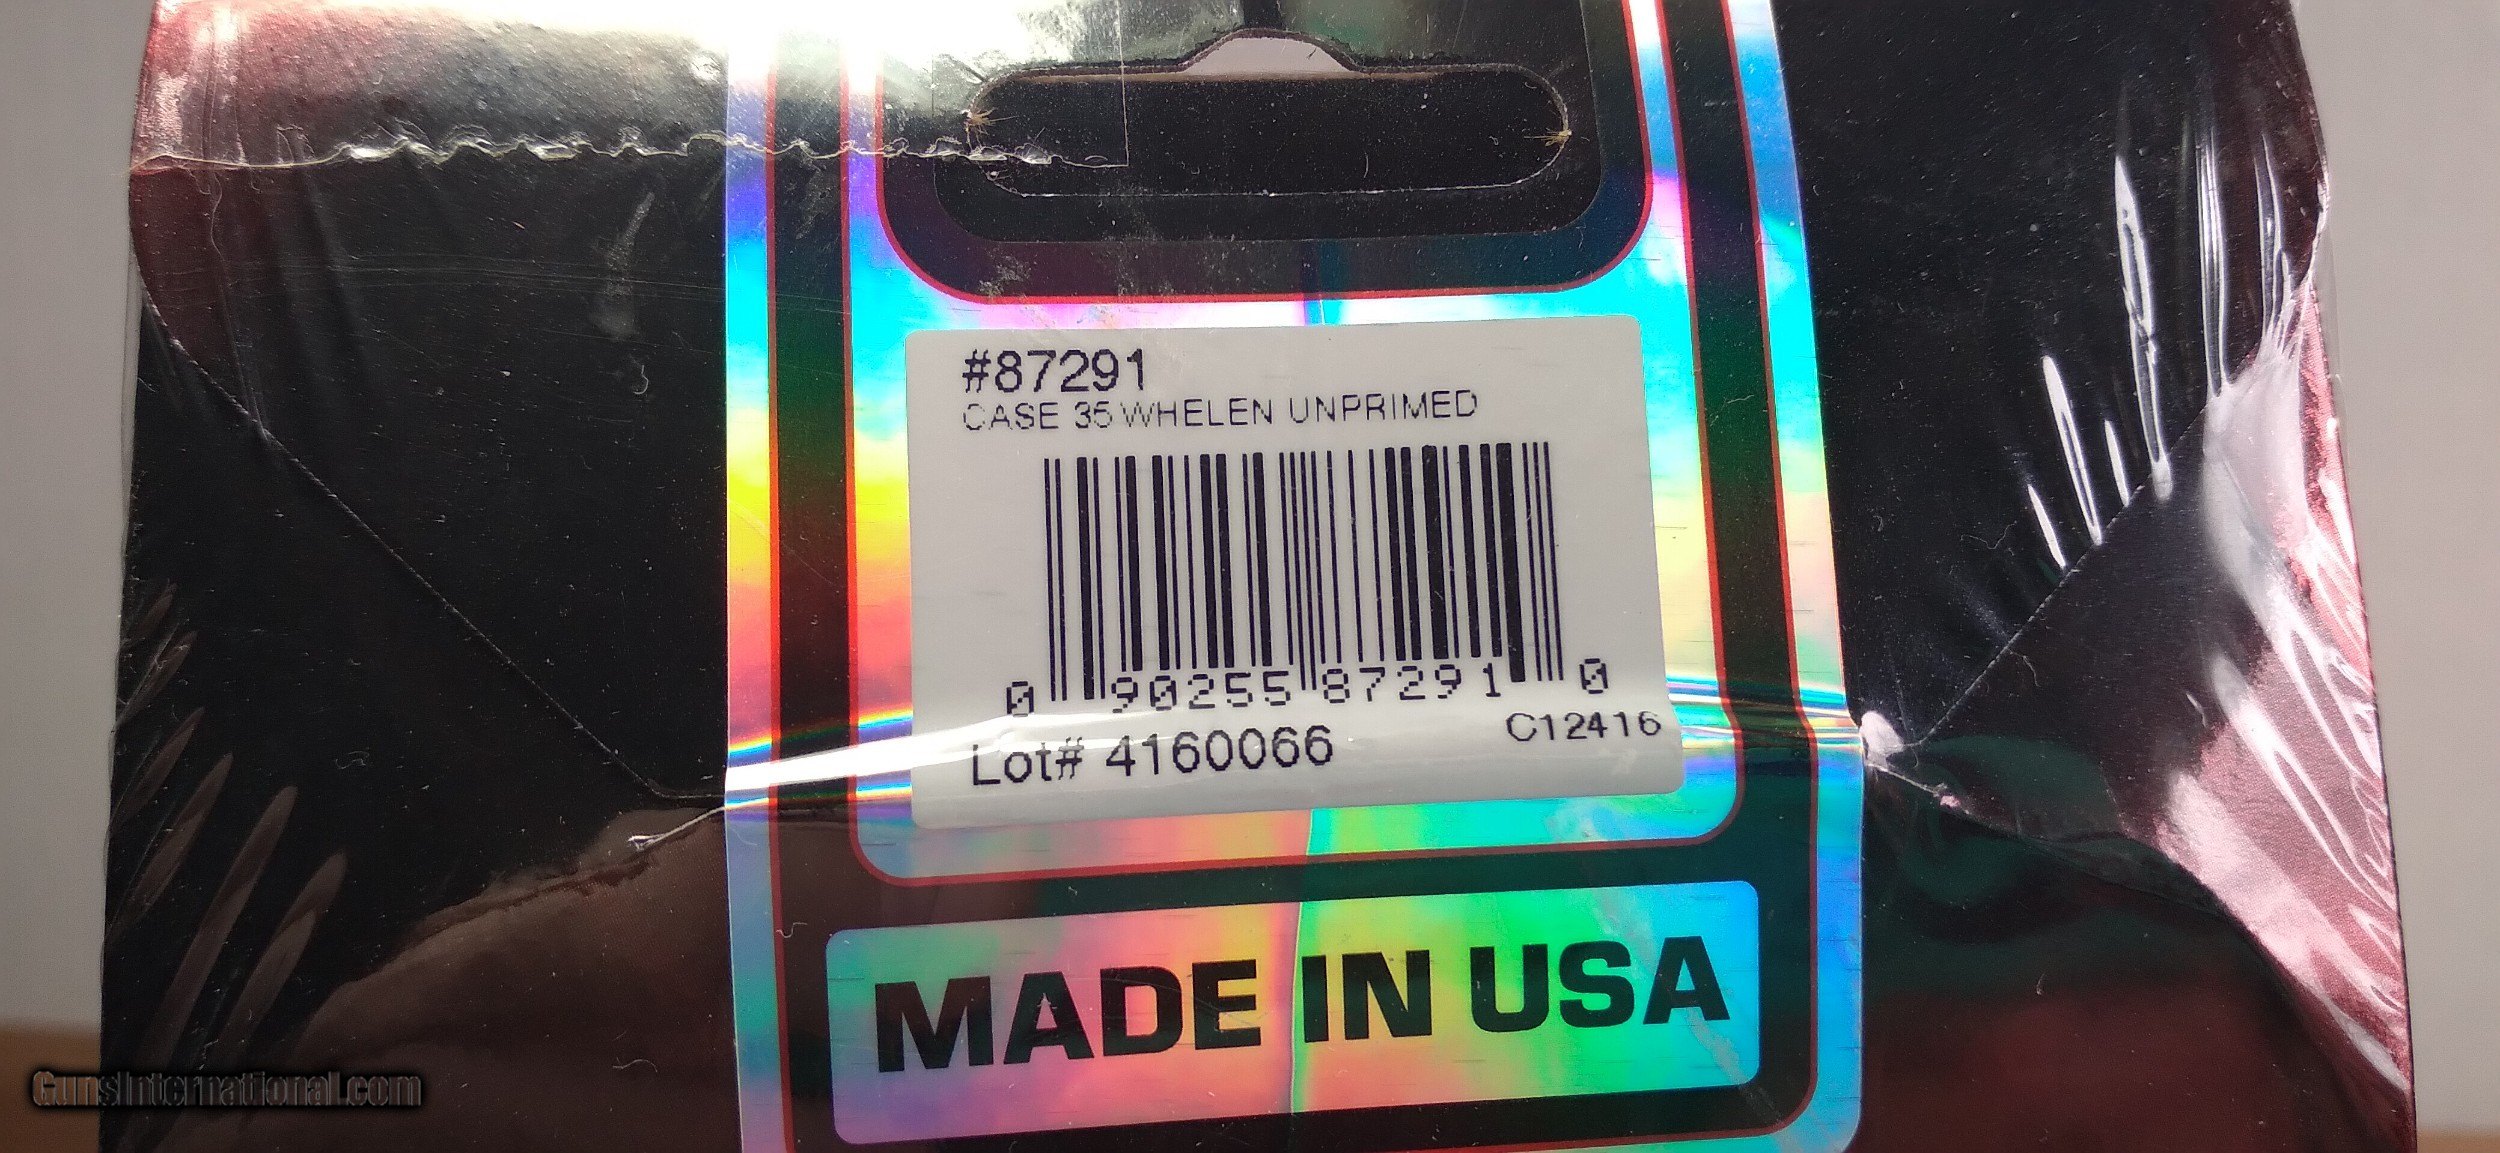 #87291
CASE 35 WHELEN UNPRIMED
0 90255 87291 0
C12416
Lot# 4160066
MADE IN USA
GunsInternational.com